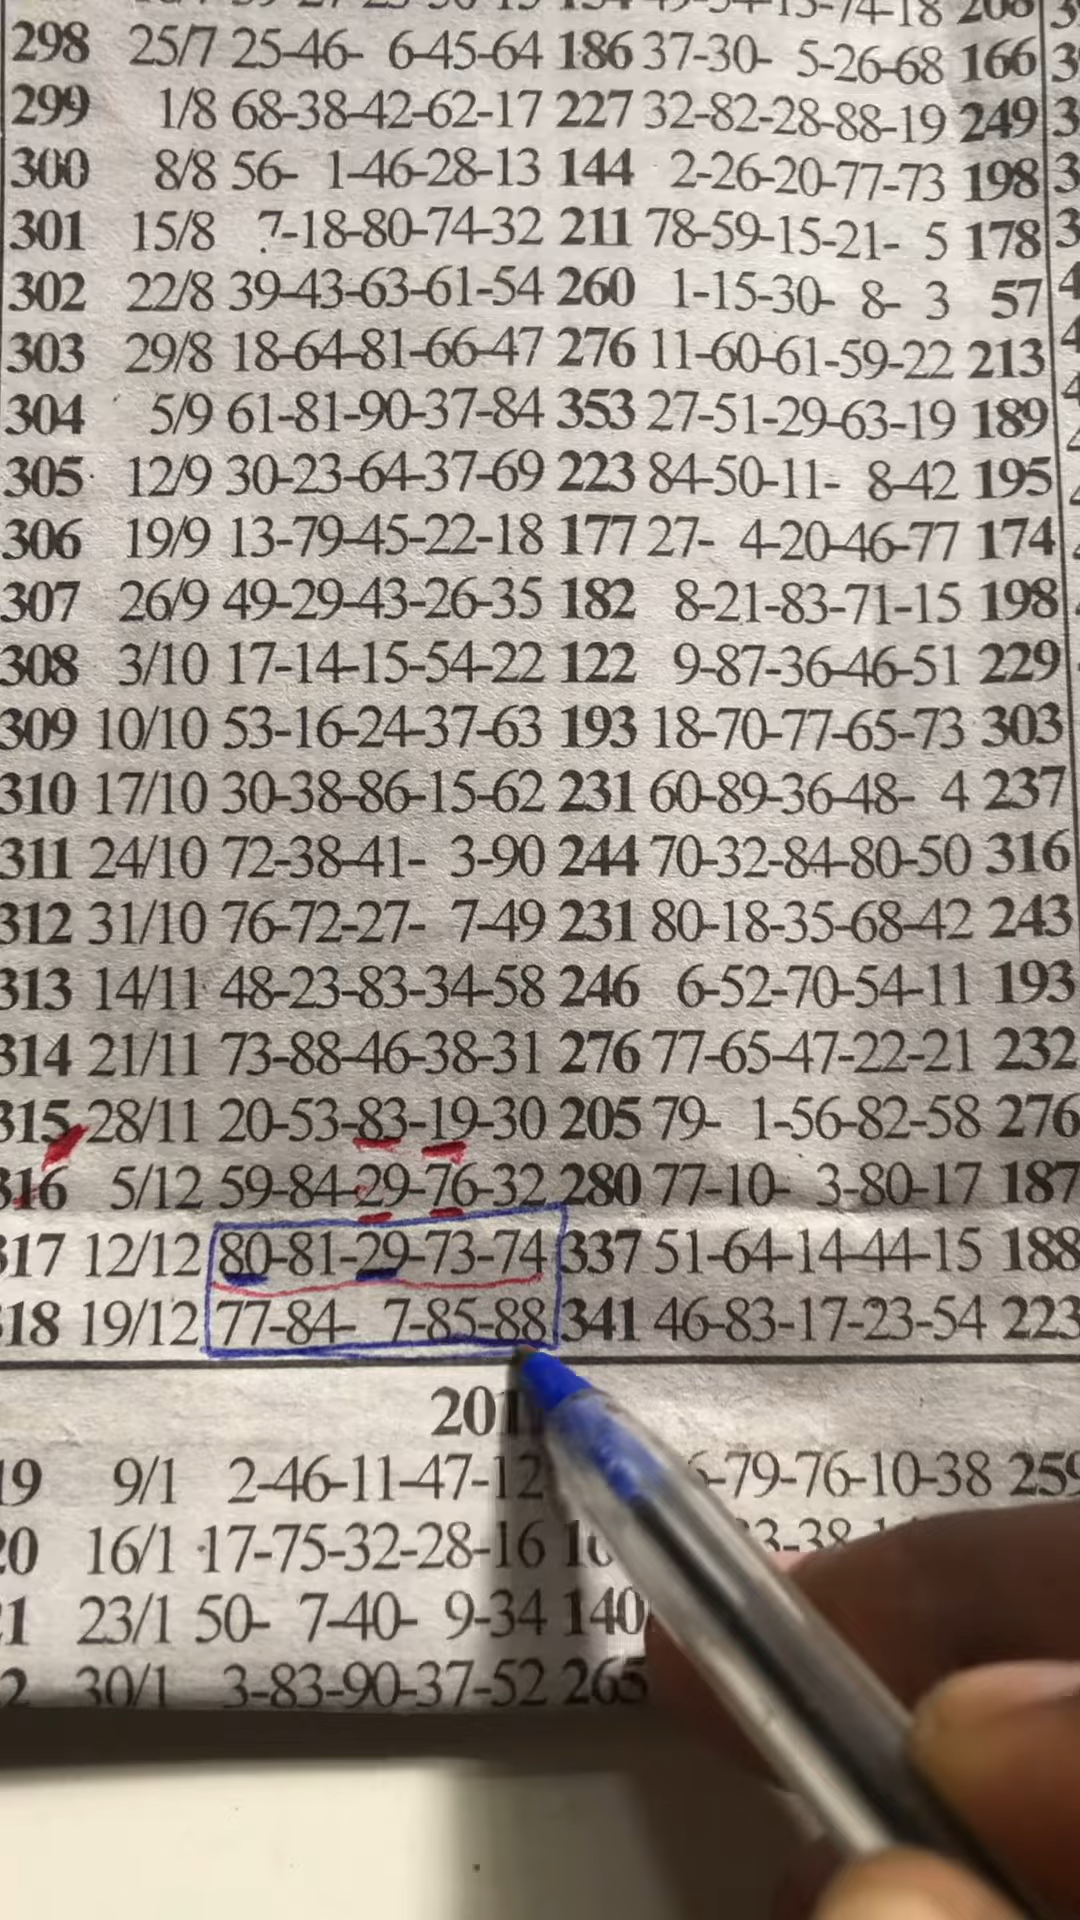 298 25/7 25-46- 6-45-64 186 37-30- 5-26-68 166
299 1/8 68-38-42-62-17 227 32-82-28-88-19 249
300 8/8 56- 1-46-28-13 144 2-26-20-77-73 198
301 15/8 7-18-80-74-32 211 78-59-15-21- 5 178
302 22/8 39-43-63-61-54 260 1-15-30- 8- 3 57
303 29/8 18-64-81-66-47 276 11-60-61-59-22 213
304 5/9 61-81-90-37-84 353 27-51-29-63-19 189
305 12/9 30-23-64-37-69 223 84-50-11- 8-42 195
306 19/9 13-79-45-22-18 177 27- 4-20-46-77 174
307 26/9 49-29-43-26-35 182 8-21-83-71-15 198
308 3/10 17-14-15-54-22 122 9-87-36-46-51 229
309 10/10 53-16-24-37-63 193 18-70-77-65-73 303
310 17/10 30-38-86-15-62 231 60-89-36-48- 4 237
311 24/10 72-38-41- 3-90 244 70-32-84-80-50 316
312 31/10 76-72-27- 7-49 231 80-18-35-68-42 243
313 14/11 48-23-83-34-58 246 6-52-70-54-11 193
314 21/11 73-88-46-38-31 276 77-65-47-22-21 232
315 28/11 20-53-83-19-30 205 79- 1-56-82-58 276
316 5/12 59-84-29-76-32 280 77-10- 3-80-17 187
317 12/12 80-81-29-73-74 337 51-64-14-44-15 188
318 19/12 77-84- 7-85-88 341 46-83-17-23-54 223
19 9/1 2-46-11-47-12 -79-76-10-38 259
20 16/1 17-75-32-28-16
21 23/1 50- 7-40- 9-34 140
2 30/1 3-83-90-37-52 265